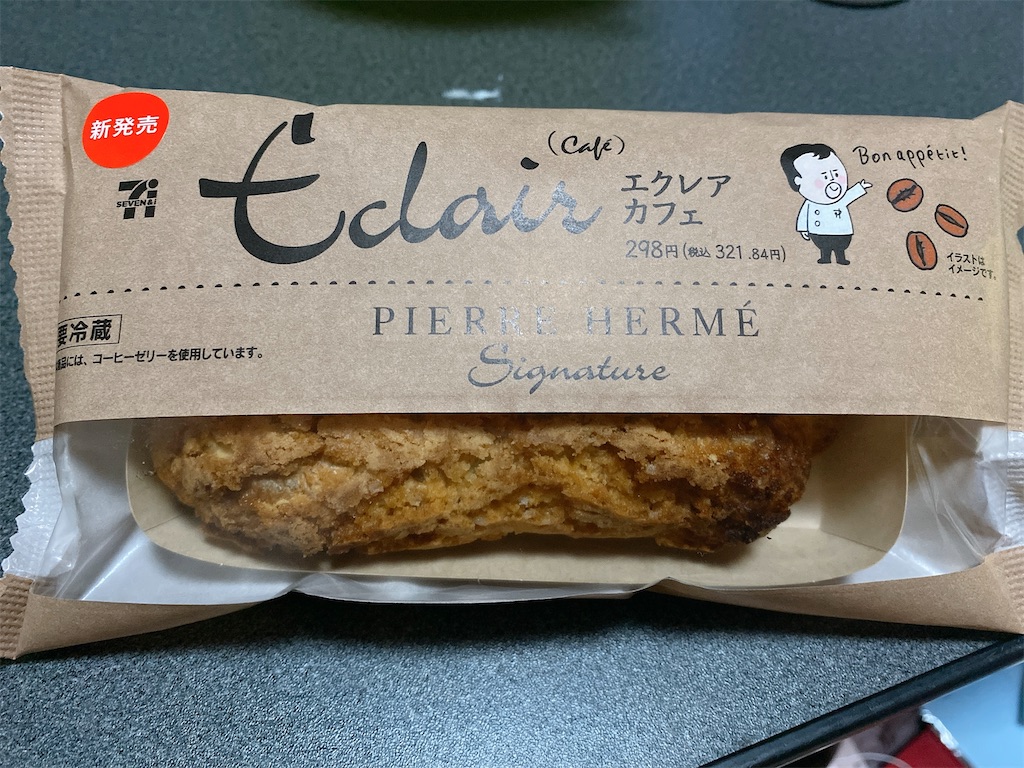 新発売
SEVEN&i
Eclair
(Café)
エクレア
カフェ
298円(税込 321.84円)
Bon appétit!
イラストは
イメージです。
PIERRE HERMÉ
Signature
要冷蔵
品には、コーヒーゼリーを使用しています。